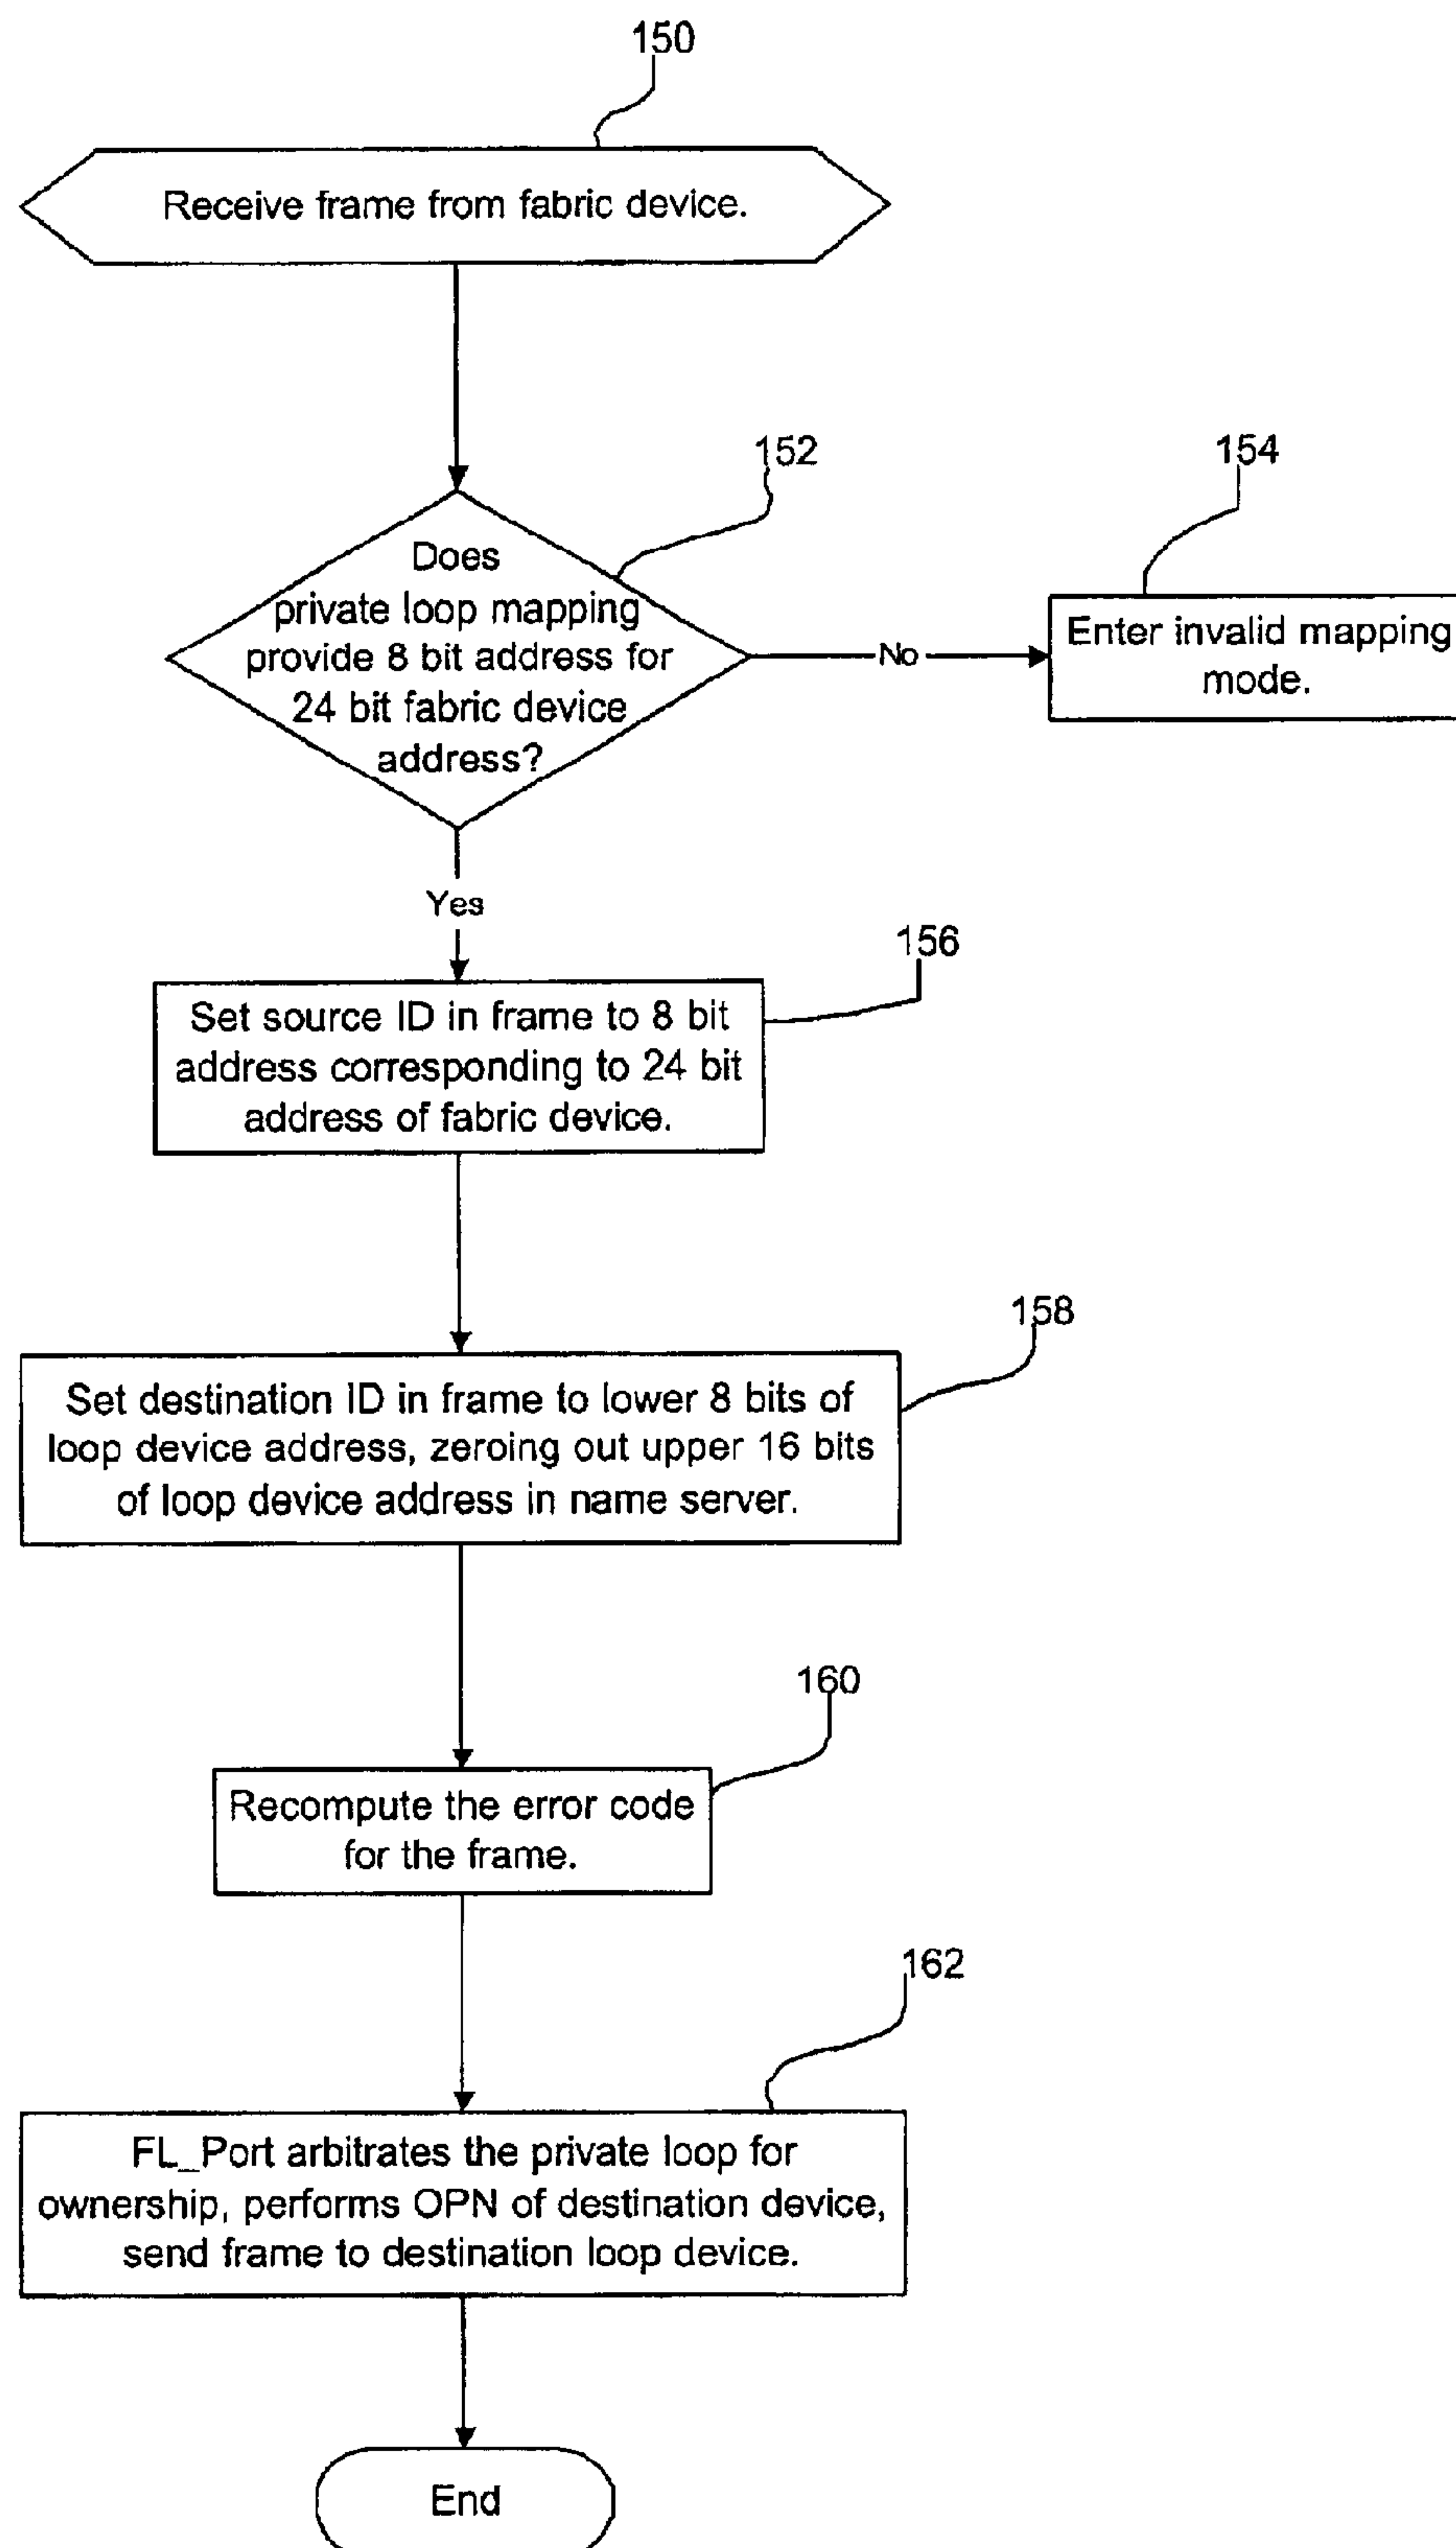 150
Receive frame from fabric device.
152
154
Does
private loop mapping
provide 8 bit address for
24 bit fabric device
address?
No
Enter invalid mapping
mode.
Yes
156
Set source ID in frame to 8 bit
address corresponding to 24 bit
address of fabric device.
158
Set destination ID in frame to lower 8 bits of
loop device address, zeroing out upper 16 bits
of loop device address in name server.
160
Recompute the error code
for the frame.
162
FL_Port arbitrates the private loop for
ownership, performs OPN of destination device,
send frame to destination loop device.
End